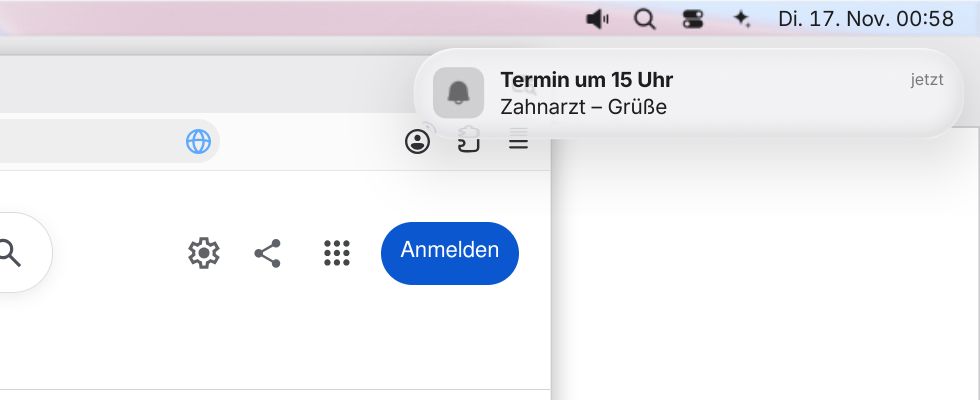 Di. 17. Nov. 00:58
Termin um 15 Uhr
jetzt
Zahnarzt – Grüße
Anmelden